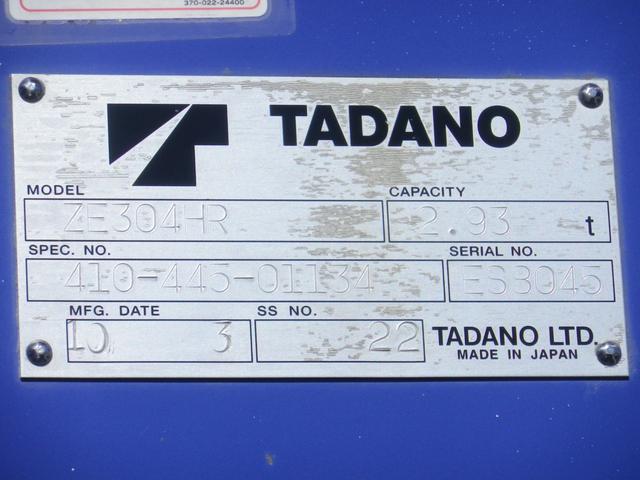 370-022-24400
TADANO
MODEL
CAPACITY
ZE304HR
2.93 t
SPEC. NO.
SERIAL NO.
410-445-01134
ES3045
MFG. DATE
SS NO.
10 3
22
TADANO LTD.
MADE IN JAPAN